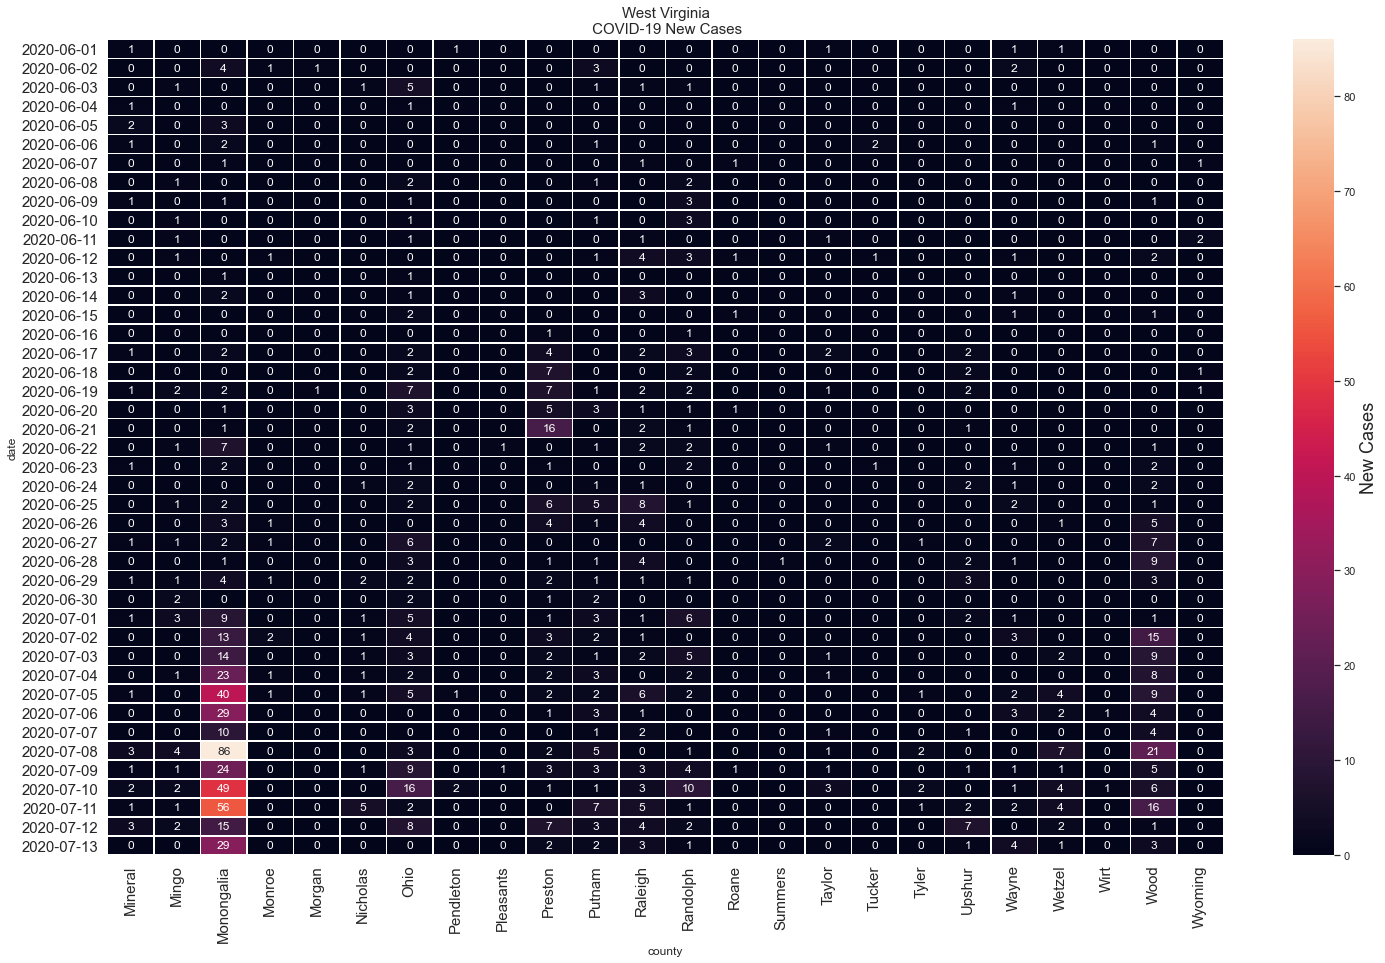 West Virginia
COVID-19 New Cases
2020-06-01 1 0 0 0 0 0 0 1 0 0 0 0 0 0 0 1 0 0 0 1 1 0 0 0
2020-06-02 0 0 4 1 1 0 0 0 0 0 3 0 0 0 0 0 0 0 0 2 0 0 0 0
2020-06-03 0 1 0 0 0 1 5 0 0 0 1 1 1 0 0 0 0 0 0 0 0 0 0 0
2020-06-04 1 0 0 0 0 0 1 0 0 0 0 0 0 0 0 0 0 0 0 1 0 0 0 0
2020-06-05 2 0 3 0 0 0 0 0 0 0 0 0 0 0 0 0 0 0 0 0 0 0 0 0
2020-06-06 1 0 2 0 0 0 0 0 0 0 1 0 0 0 0 0 2 0 0 0 0 0 1 0
2020-06-07 0 0 1 0 0 0 0 0 0 0 0 1 0 1 0 0 0 0 0 0 0 0 0 1
2020-06-08 0 1 0 0 0 0 2 0 0 0 1 0 2 0 0 0 0 0 0 0 0 0 0 0
2020-06-09 1 0 1 0 0 0 1 0 0 0 0 0 3 0 0 0 0 0 0 0 0 0 1 0
2020-06-10 0 1 0 0 0 0 1 0 0 0 1 0 3 0 0 0 0 0 0 0 0 0 0 0
2020-06-11 0 1 0 0 0 0 1 0 0 0 0 1 0 0 0 1 0 0 0 0 0 0 0 2
2020-06-12 0 1 0 1 0 0 0 0 0 0 1 4 3 1 0 0 1 0 0 1 0 0 2 0
2020-06-13 0 0 1 0 0 0 1 0 0 0 0 0 0 0 0 0 0 0 0 0 0 0 0 0
2020-06-14 0 0 2 0 0 0 1 0 0 0 0 3 0 0 0 0 0 0 0 1 0 0 0 0
2020-06-15 0 0 0 0 0 0 2 0 0 0 0 0 0 1 0 0 0 0 0 1 0 0 1 0
2020-06-16 0 0 0 0 0 0 0 0 0 1 0 0 1 0 0 0 0 0 0 0 0 0 0 0
2020-06-17 1 0 2 0 0 0 2 0 0 4 0 2 3 0 0 2 0 0 2 0 0 0 0 0
2020-06-18 0 0 0 0 0 0 2 0 0 7 0 0 2 0 0 0 0 0 2 0 0 0 0 1
2020-06-19 1 2 2 0 1 0 7 0 0 7 1 2 2 0 0 1 0 0 2 0 0 0 0 1
2020-06-20 0 0 1 0 0 0 3 0 0 5 3 1 1 1 0 0 0 0 0 0 0 0 0 0
2020-06-21 0 0 1 0 0 0 2 0 0 16 0 2 1 0 0 0 0 0 1 0 0 0 0 0
2020-06-22 0 1 7 0 0 0 1 0 1 0 1 2 2 0 0 1 0 0 0 0 0 0 1 0
2020-06-23 1 0 2 0 0 0 1 0 0 1 0 0 2 0 0 0 1 0 0 1 0 0 2 0
2020-06-24 0 0 0 0 0 1 2 0 0 0 1 1 0 0 0 0 0 0 2 1 0 0 2 0
2020-06-25 0 1 2 0 0 0 2 0 0 6 5 8 1 0 0 0 0 0 0 2 0 0 1 0
2020-06-26 0 0 3 1 0 0 0 0 0 4 1 4 0 0 0 0 0 0 0 0 1 0 5 0
2020-06-27 1 1 2 1 0 0 6 0 0 0 0 0 0 0 0 2 0 1 0 0 0 0 7 0
2020-06-28 0 0 1 0 0 0 3 0 0 1 1 4 0 0 1 0 0 0 2 1 0 0 9 0
2020-06-29 1 1 4 1 0 2 2 0 0 2 1 1 1 0 0 0 0 0 3 0 0 0 3 0
2020-06-30 0 2 0 0 0 0 2 0 0 1 2 0 0 0 0 0 0 0 0 0 0 0 0 0
2020-07-01 1 3 9 0 0 1 5 0 0 1 3 1 6 0 0 0 0 0 2 1 0 0 1 0
2020-07-02 0 0 13 2 0 1 4 0 0 3 2 1 0 0 0 0 0 0 0 3 0 0 15 0
2020-07-03 0 0 14 0 0 1 3 0 0 2 1 2 5 0 0 1 0 0 0 0 2 0 9 0
2020-07-04 0 1 23 1 0 1 2 0 0 2 3 0 2 0 0 1 0 0 0 0 0 0 8 0
2020-07-05 1 0 40 1 0 1 5 1 0 2 2 6 2 0 0 0 0 1 0 2 4 0 9 0
2020-07-06 0 0 29 0 0 0 0 0 0 1 3 1 0 0 0 0 0 0 0 3 2 1 4 0
2020-07-07 0 0 10 0 0 0 0 0 0 0 1 2 0 0 0 1 0 0 1 0 0 0 4 0
2020-07-08 3 4 86 0 0 0 3 0 0 2 5 0 1 0 0 1 0 2 0 0 7 0 21 0
2020-07-09 1 1 24 0 0 1 9 0 1 3 3 3 4 1 0 1 0 0 1 1 1 0 5 0
2020-07-10 2 2 49 0 0 0 16 2 0 1 1 3 10 0 0 3 0 2 0 1 4 1 6 0
2020-07-11 1 1 56 0 0 5 2 0 0 0 7 5 1 0 0 0 0 1 2 2 4 0 16 0
2020-07-12 3 2 15 0 0 0 8 0 0 7 3 4 2 0 0 0 0 0 7 0 2 0 1 0
2020-07-13 0 0 29 0 0 0 0 0 0 2 2 3 1 0 0 0 0 0 1 4 1 0 3 0
date
Mineral Mingo Monongalia Monroe Morgan Nicholas Ohio Pendleton Pleasants Preston Putnam Raleigh Randolph Roane Summers Taylor Tucker Tyler Upshur Wayne Wetzel Wirt Wood Wyoming
county
80
70
60
50
40
30
20
10
0
New Cases